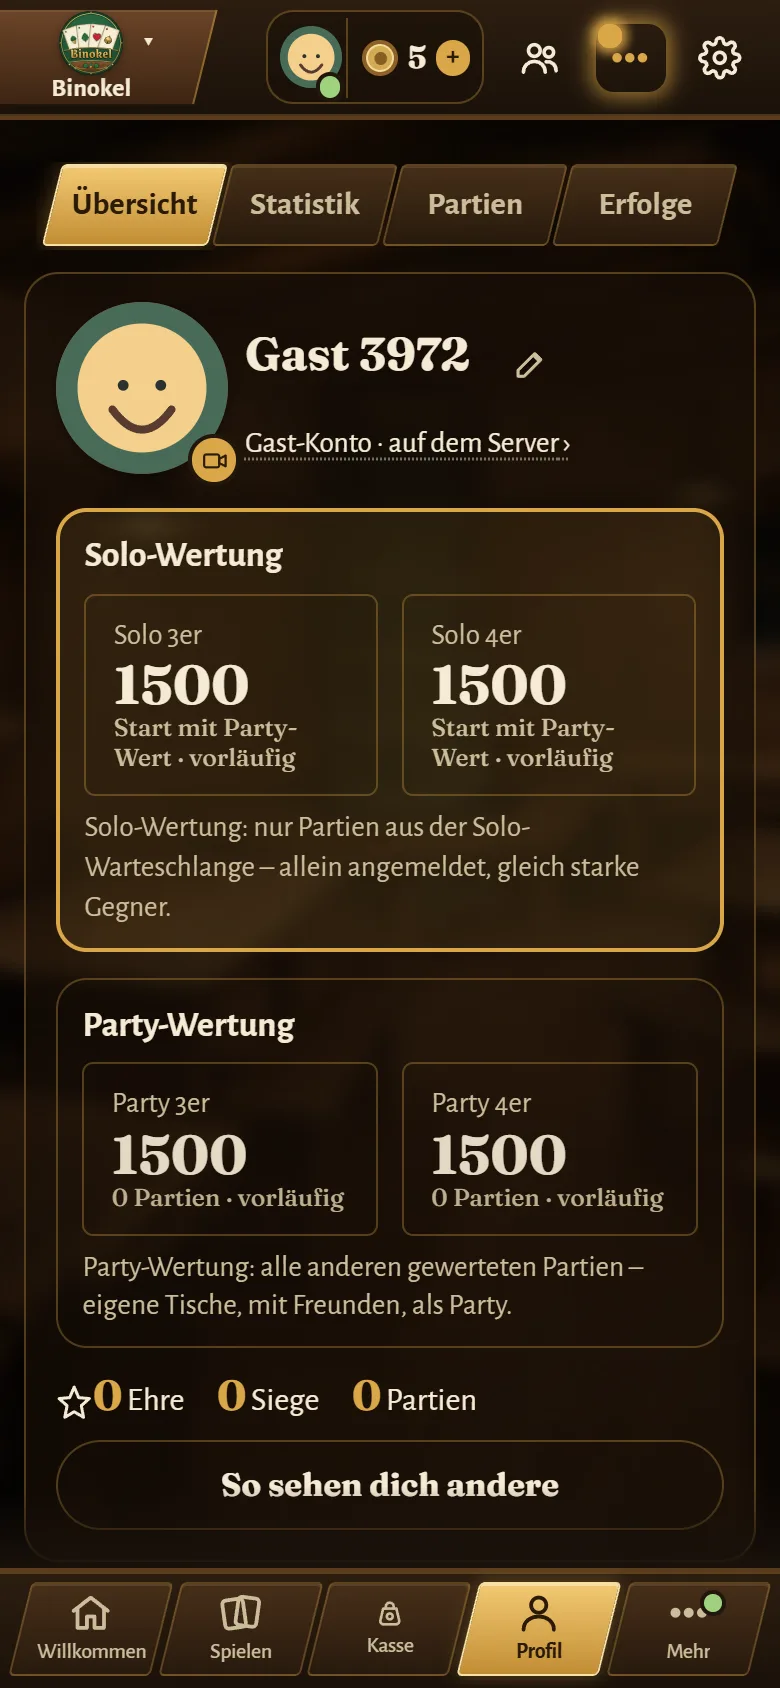 Binokel
Binokel
5 +
Übersicht Statistik Partien Erfolge
Gast 3972
Gast-Konto · auf dem Server ›
Solo-Wertung
Solo 3er
1500
Start mit Party-
Wert · vorläufig
Solo 4er
1500
Start mit Party-
Wert · vorläufig
Solo-Wertung: nur Partien aus der Solo-
Warteschlange – allein angemeldet, gleich starke
Gegner.
Party-Wertung
Party 3er
1500
0 Partien · vorläufig
Party 4er
1500
0 Partien · vorläufig
Party-Wertung: alle anderen gewerteten Partien –
eigene Tische, mit Freunden, als Party.
0 Ehre 0 Siege 0 Partien
So sehen dich andere
Willkommen Spielen Kasse Profil Mehr